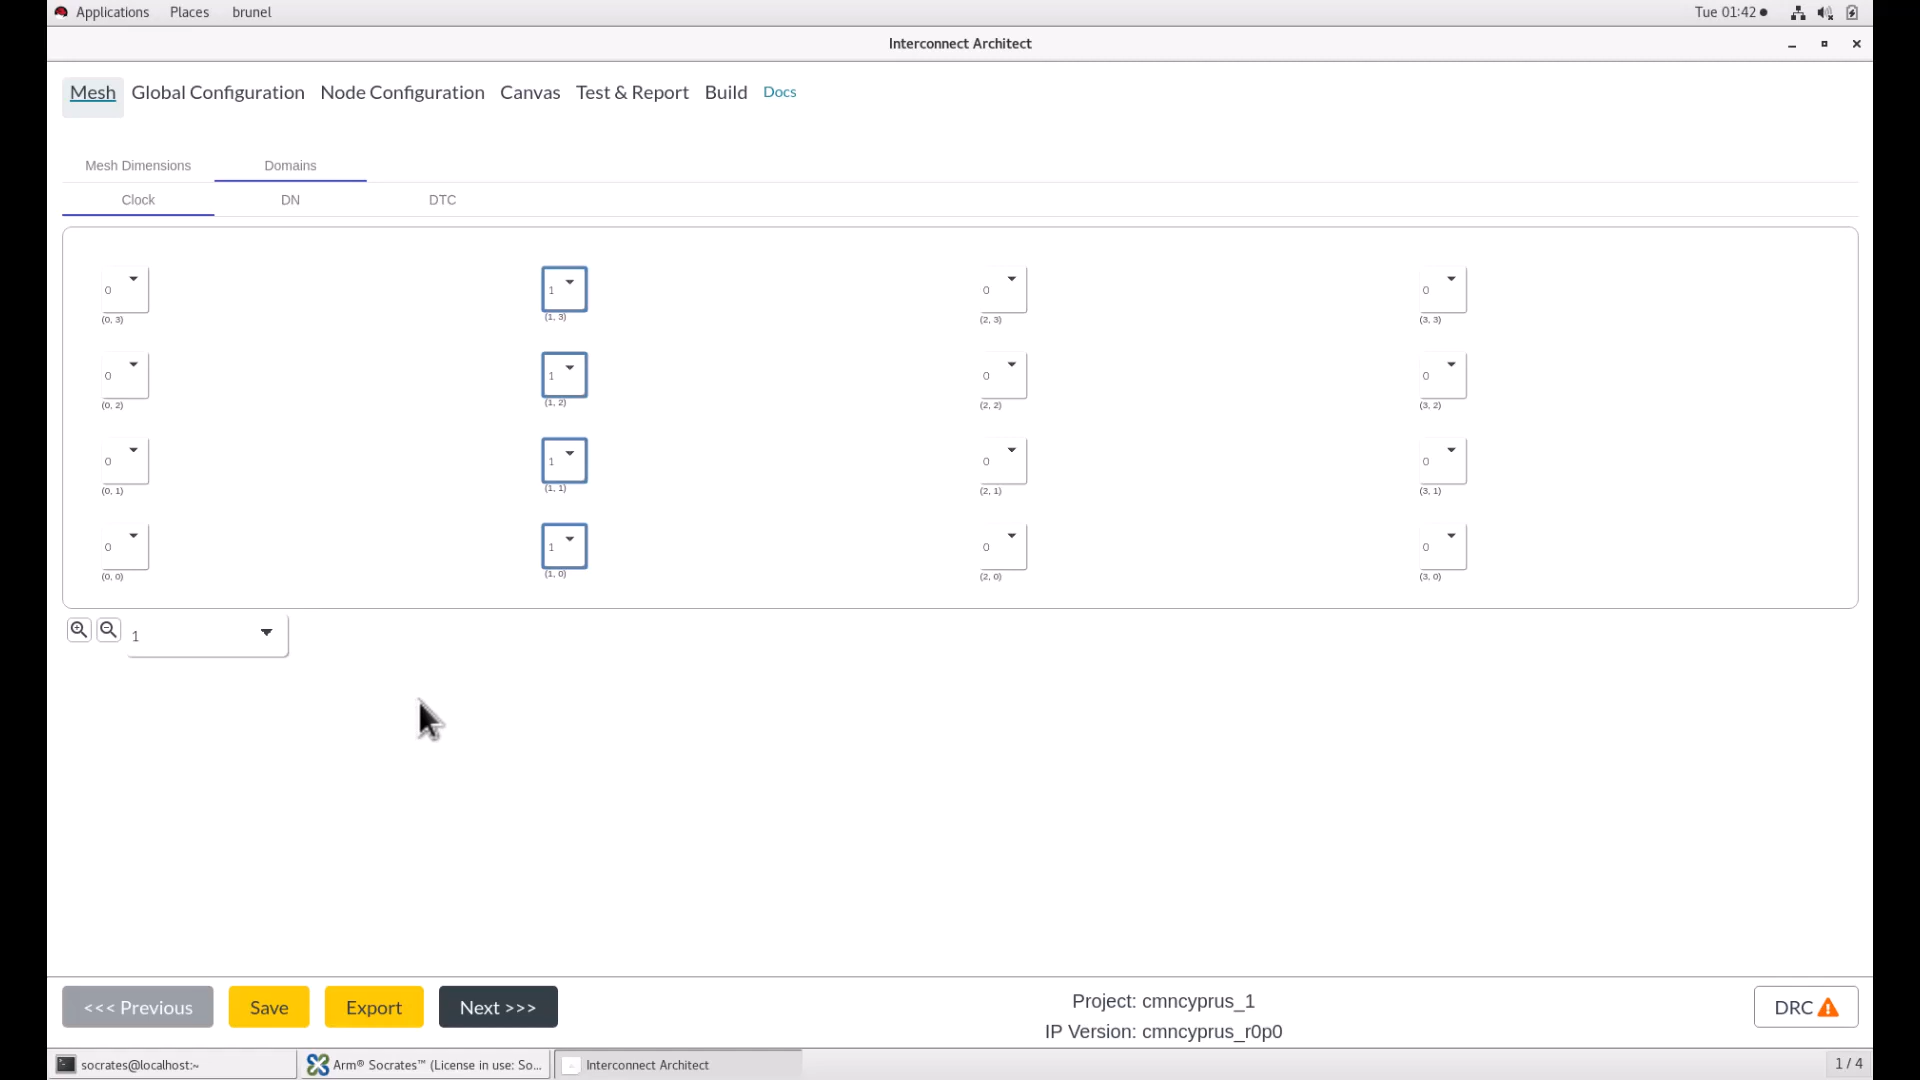 Applications Places brunel Tue 01:42
Interconnect Architect
Mesh Global Configuration Node Configuration Canvas Test & Report Build Docs
Mesh Dimensions Domains
Clock DN DTC
0 1 0 0
(0, 3) (1, 3) (2, 3) (3, 3)
0 1 0 0
(0, 2) (1, 2) (2, 2) (3, 2)
0 1 0 0
(0, 1) (1, 1) (2, 1) (3, 1)
0 1 0 0
(0, 0) (1, 0) (2, 0) (3, 0)
1
<<< Previous Save Export Next >>> Project: cmncyprus_1 DRC
IP Version: cmncyprus_r0p0
socrates@localhost:~ Arm® Socrates™ (License in use: So... Interconnect Architect 1 / 4